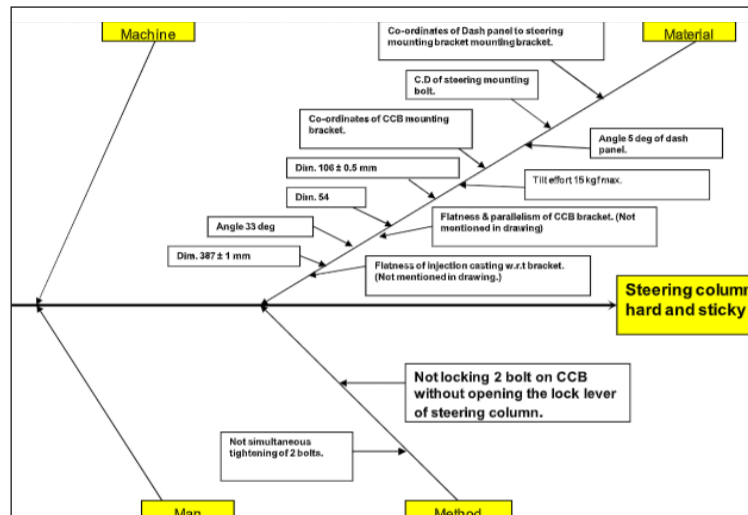 Machine
Co-ordinates of Dash panel to steering
mounting bracket mounting bracket.
Material
C.D of steering mounting
bolt.
Co-ordinates of CCB mounting
bracket.
Angle 5 deg of dash
panel.
Dim. 106 ± 0.5 mm
Tilt effort 15 kgf max.
Dim. 54
Flatness & parallelism of CCB bracket. (Not
mentioned in drawing)
Angle 33 deg
Dim. 387 ± 1 mm
Flatness of injection casting w.r.t bracket.
(Not mentioned in drawing.)
Steering column
hard and sticky
Not locking 2 bolt on CCB
without opening the lock lever
of steering column.
Not simultaneous
tightening of 2 bolts.
Man
Method